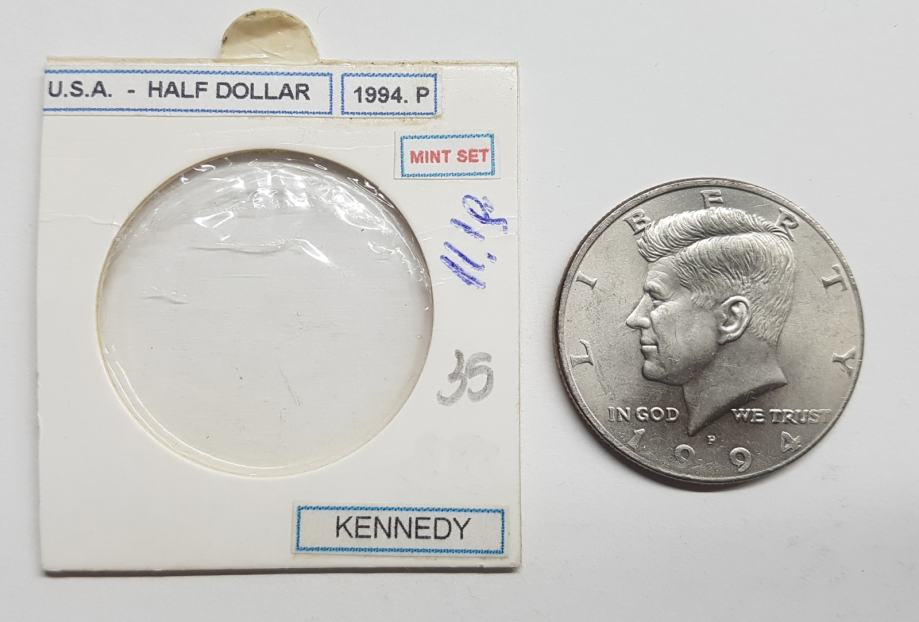 U.S.A. - HALF DOLLAR
1994. P
MINT SET
11.18
35
KENNEDY
LIBERTY
IN GOD WE TRUST
P
1994